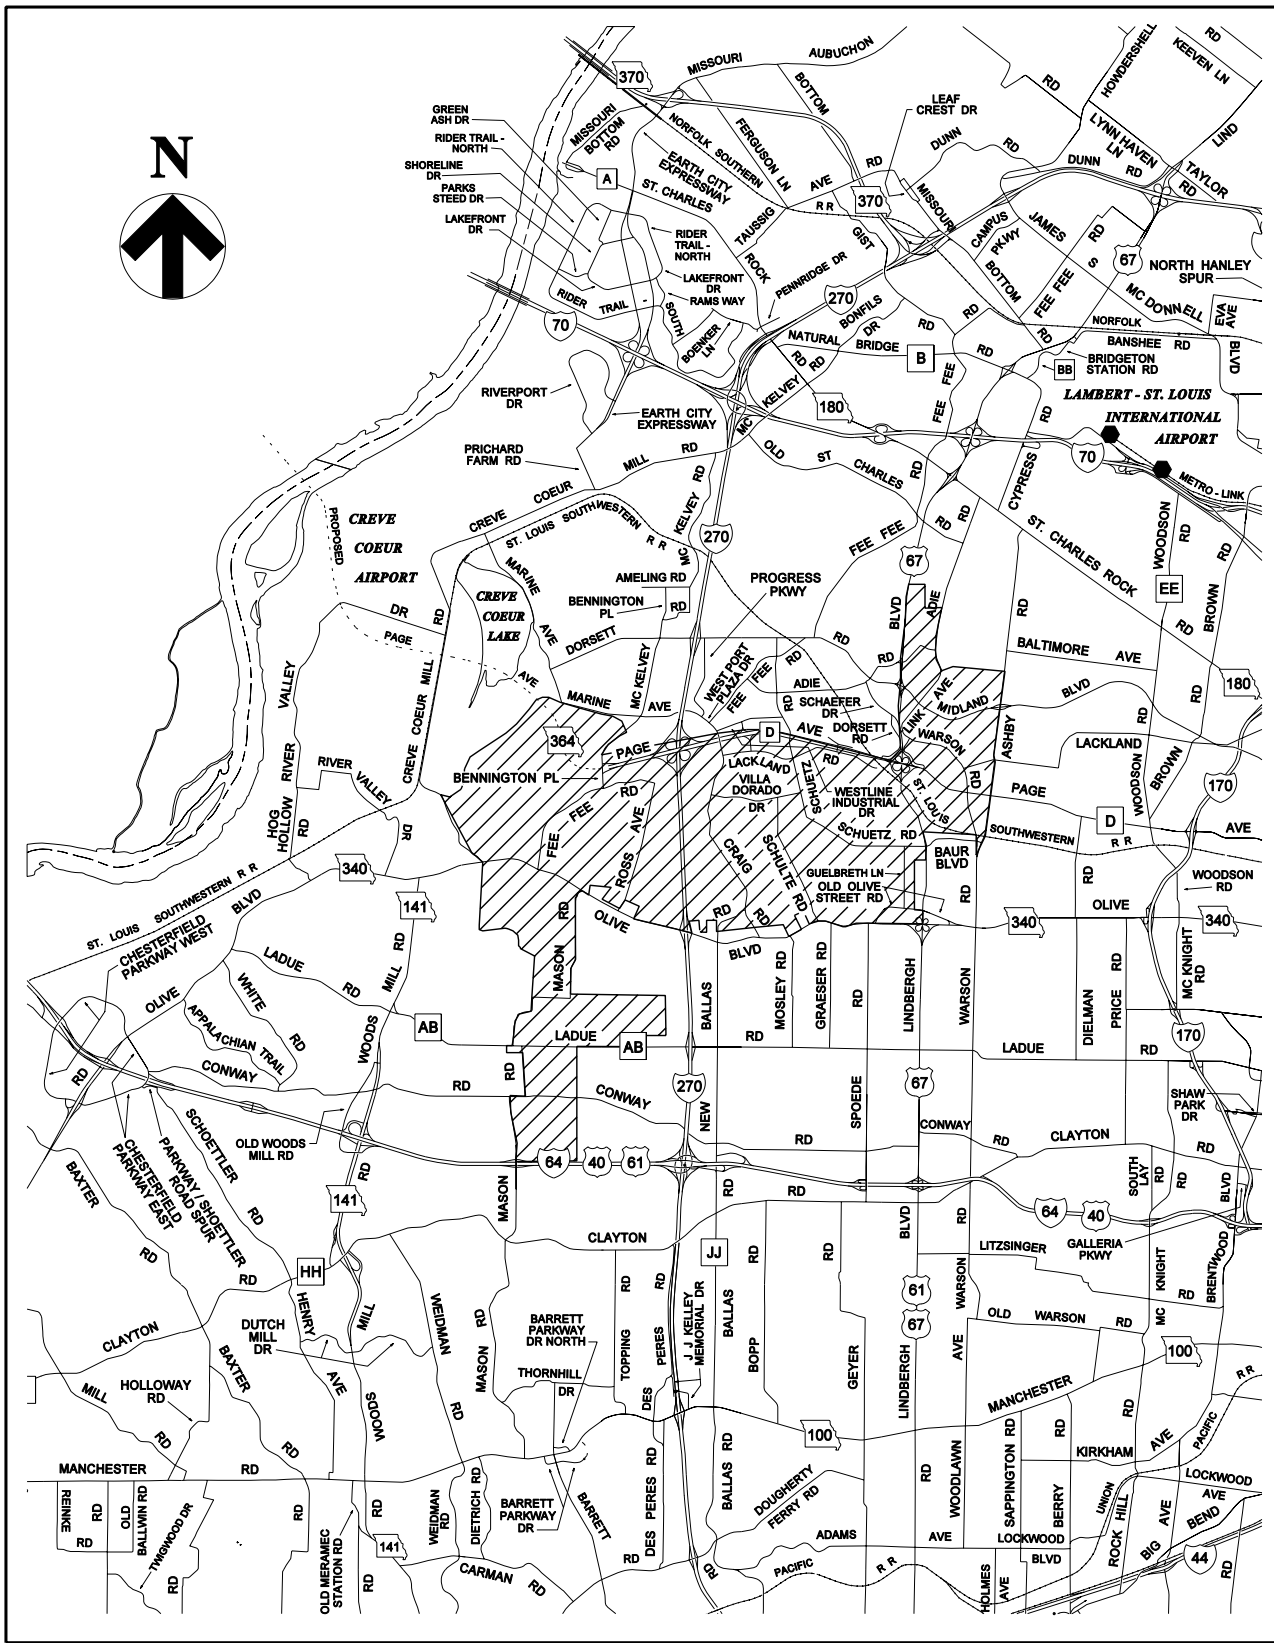 N
370
MISSOURI
AUBUCHON
RD
KEEVEN LN
HOWDERSHELL
RD
BOTTOM
LEAF
CREST DR
GREEN
ASH DR
RIDER TRAIL -
NORTH
SHORELINE
DR
PARKS
STEED DR
LAKEFRONT
DR
MISSOURI
BOTTOM
RD
NORFOLK SOUTHERN
FERGUSON LN
EARTH CITY
EXPRESSWAY
A
ST. CHARLES
TAUSSIG
AVE
RD
R R
370
DUNN
RD
LYNN HAVEN
LN
LIND
DUNN
RD
TAYLOR
RD
MISSOURI
CAMPUS
PKWY
JAMES
S
MC DONNELL
BLVD
RD
FEE FEE
67
NORTH HANLEY
SPUR
RIDER
TRAIL -
NORTH
ROCK
GIST
LAKEFRONT
DR
RAMS WAY
PENNRIDGE DR
270
BOTTOM
RD
RIDER
TRAIL -
SOUTH
70
BOENKER
LN
NATURAL
BRIDGE
RD
BONFILS
DR
RD
RD
RD
B
RD
NORFOLK
BANSHEE RD
EVA
AVE
BRIDGETON
STATION RD
BB
RIVERPORT
DR
MC
KELVEY
RD
180
FEE FEE
LAMBERT - ST. LOUIS
INTERNATIONAL
AIRPORT
EARTH CITY
EXPRESSWAY
PRICHARD
FARM RD
CREVE
COEUR
MILL
RD
OLD
ST
CHARLES
RD
RD
CYPRESS
RD
70
METRO - LINK
PROPOSED
CREVE
COEUR
AIRPORT
ST. LOUIS
SOUTHWESTERN
R R
MC
KELVEY
RD
270
FEE FEE
RD
67
ST. CHARLES ROCK
RD
WOODSON
RD
EE
BROWN
RD
MARINE
AVE
CREVE
COEUR
LAKE
AMELING RD
BENNINGTON
PL
RD
PROGRESS
PKWY
BLVD
ADIE
RD
BALTIMORE AVE
DR
PAGE
AVE
RD
DORSETT
RD
RD
180
VALLEY
RIVER
HOG
HOLLOW
RD
CREVE COEUR MILL
MARINE
AVE
MC KELVEY
WEST PORT
PLAZA DR
FEE FEE
RD
ADIE
RD
SCHAEFER
DR
DORSETT
RD
LINK
AVE
MIDLAND
BLVD
364
PAGE
AVE
D
WARSON
RD
ASHBY
LACKLAND
RD
WOODSON
RD
BROWN
RD
170
BENNINGTON PL
LACKLAND
RD
VILLA
DORADO
DR
SCHUETZ
WESTLINE
INDUSTRIAL
DR
ST. LOUIS
SOUTHWESTERN
R R
PAGE
D
AVE
RIVER
VALLEY
DR
FEE
FEE
RD
ROSS AVE
CRAIG
RD
SCHULTE RD
SCHUETZ RD
BAUR
BLVD
RD
GUELBRETH LN
OLD OLIVE
STREET RD
340
141
RD
WOODSON
RD
OLIVE
340
340
ST. LOUIS SOUTHWESTERN R R
CHESTERFIELD
PARKWAY WEST
BLVD
OLIVE
LADUE
RD
MILL RD
MASON
RD
OLIVE
RD
BLVD
MOSLEY RD
GRAESER RD
RD
LINDBERGH
WARSON
DIELMAN
PRICE RD
MC KNIGHT
RD
WHITE
RD
APPALACHIAN TRAIL
WOODS
AB
LADUE
AB
BALLAS
RD
LADUE
RD
170
RD
CONWAY
RD
RD
CONWAY
270
NEW
SPOEDE
67
SHAW
PARK
DR
SCHOETTLER
RD
OLD WOODS
MILL RD
RD
CONWAY
RD
CLAYTON
RD
CHESTERFIELD
PARKWAY EAST
PARKWAY / SHOETTLER
ROAD SPUR
BAXTER
RD
141
64
40
61
MASON
RD
RD
SOUTH
LAY
RD
RD
BLVD
64
40
BLVD
RD
LITZSINGER
GALLERIA
PKWY
BRENTWOOD
CLAYTON
HH
RD
JJ
RD
RD
RD
RD
61
67
WARSON
KNIGHT
RD
MC
CLAYTON
DUTCH
MILL DR
HENRY
AVE
MILL
WOODS
WEIDMAN
RD
RD
MASON
BARRETT
PARKWAY
DR NORTH
THORNHILL
DR
TOPPING
PERES
DES
J J KELLEY
MEMORIAL DR
BALLAS
BOPP
GEYER
LINDBERGH
AVE
OLD WARSON
RD
100
HOLLOWAY
RD
MILL
RD
BAXTER
RD
100
MANCHESTER
RD
R R
PACIFIC
MANCHESTER
RD
KIRKHAM
AVE
REINKE
RD
RD
OLD
BALLWIN RD
TWIGWOOD DR
RD
RD
OLD MERAMEC
STATION RD
RD
RD
141
WEIDMAN
RD
DIETRICH RD
BARRETT
PARKWAY
DR
BARRETT
RD
DES PERES RD
BALLAS RD
DOUGHERTY
FERRY RD
RD
WOODLAWN
SAPPINGTON RD
RD
BERRY
UNION
ROCK HILL
LOCKWOOD
AVE
BIG
BEND
AVE
CARMAN
RD
RD
PACIFIC
R R
ADAMS
AVE
LOCKWOOD
BLVD
HOLMES
AVE
44
RD